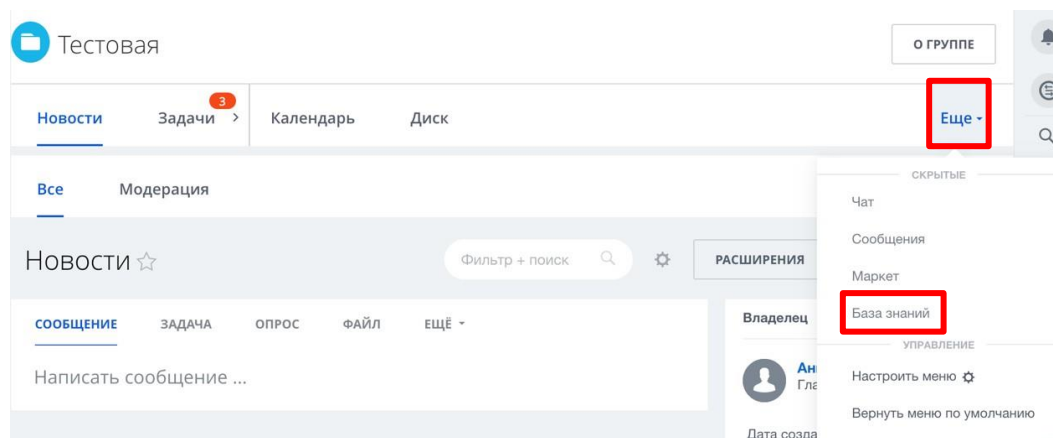 Тестовая
О ГРУППЕ
3
Новости Задачи Календарь Диск Еще
Все Модерация
СКРЫТЫЕ
Чат
Сообщения
Новости
Фильтр + поиск
РАСШИРЕНИЯ
Маркет
База знаний
СООБЩЕНИЕ ЗАДАЧА ОПРОС ФАЙЛ ЕЩЁ
Владелец
УПРАВЛЕНИЕ
Написать сообщение ...
Настроить меню
Вернуть меню по умолчанию
Дата